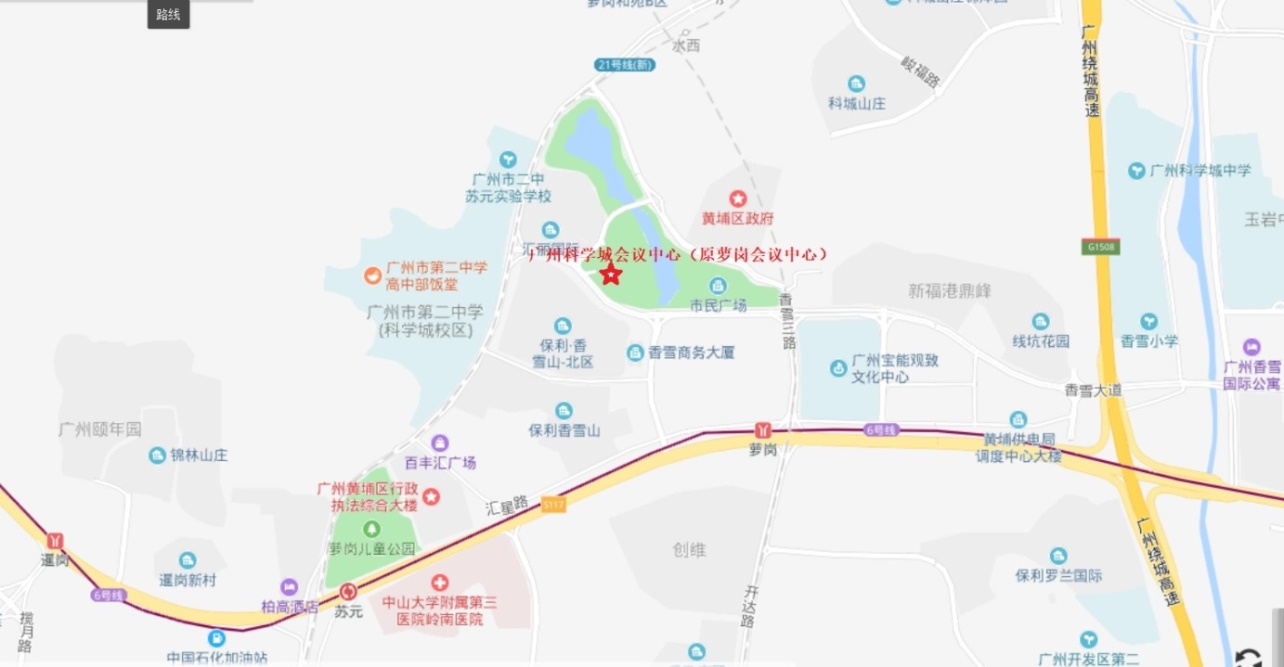 路线
萝岗和苑B区
水西
21号线(新)
峻福路
科城山庄
广州绕城高速
广州市二中
苏元实验学校
广州科学城中学
黄埔区政府
玉岩中
汇丽国际
广州科学城会议中心（原萝岗会议中心）
G1508
广州市第二中学
高中部饭堂
市民广场
新福港鼎峰
广州市第二中学
(科学城校区)
香雪三路
保利·香
雪山-北区
香雪商务大厦
线坑花园
香雪小学
广州宝能观致
文化中心
广州香雪
国际公寓
香雪大道
保利香雪山
广州颐年园
锦林山庄
百丰汇广场
萝岗
6号线
黄埔供电局
调度中心大楼
广州黄埔区行政
执法综合大楼
汇星路
S117
萝岗儿童公园
创维
暹岗
暹岗新村
柏高酒店
苏元
中山大学附属第三
医院岭南医院
6号线
揽月路
开达路
保利罗兰国际
广州绕城高速
中国石化加油站
广州开发区第二